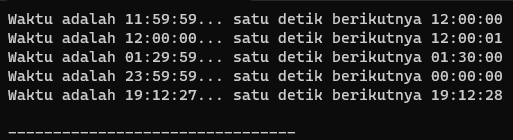 Waktu adalah 11:59:59... satu detik berikutnya 12:00:00
Waktu adalah 12:00:00... satu detik berikutnya 12:00:01
Waktu adalah 01:29:59... satu detik berikutnya 01:30:00
Waktu adalah 23:59:59... satu detik berikutnya 00:00:00
Waktu adalah 19:12:27... satu detik berikutnya 19:12:28
--------------------------------